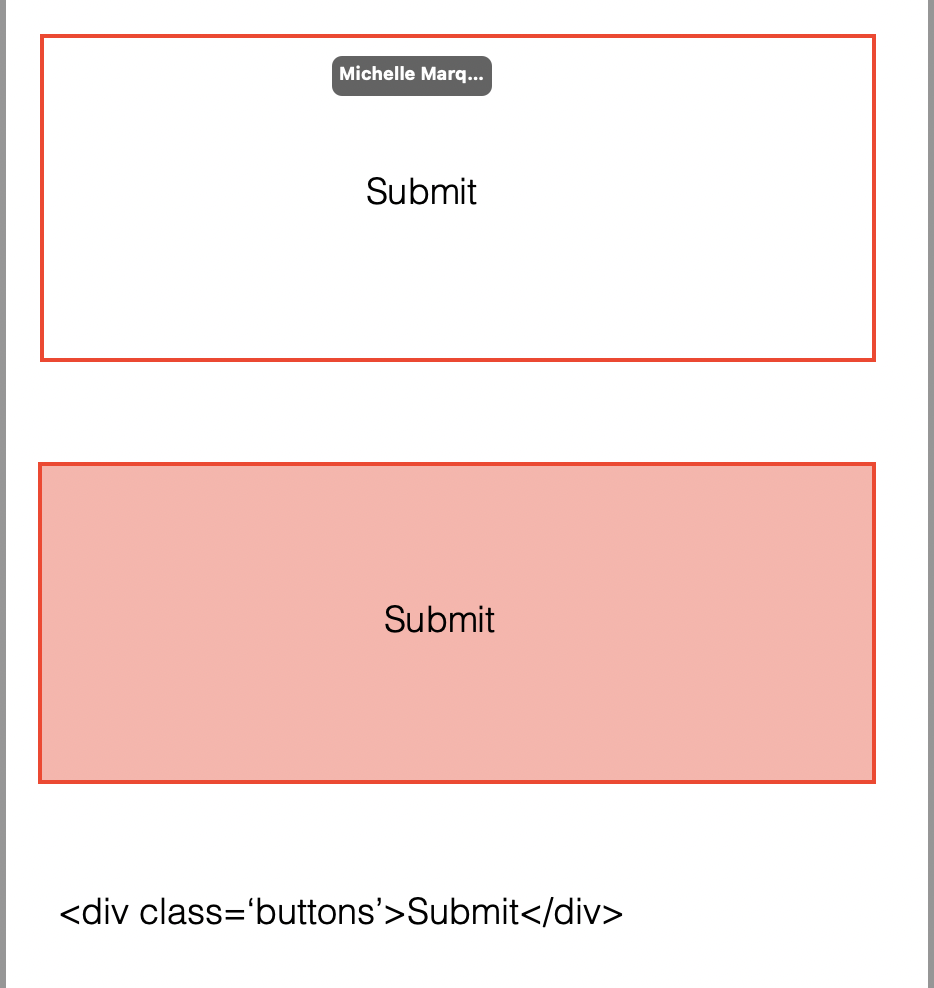 Michelle Marq...
Submit
Submit
<div class=‘buttons’>Submit</div>